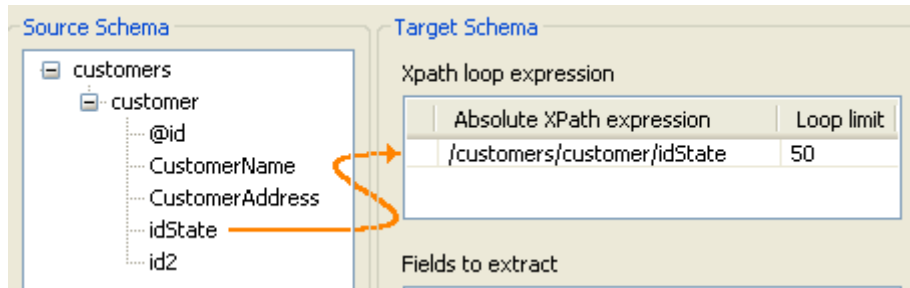 Source Schema
customers
customer
@id
CustomerName
CustomerAddress
idState
id2
Target Schema
Xpath loop expression
Absolute XPath expression Loop limit
/customers/customer/idState 50
Fields to extract